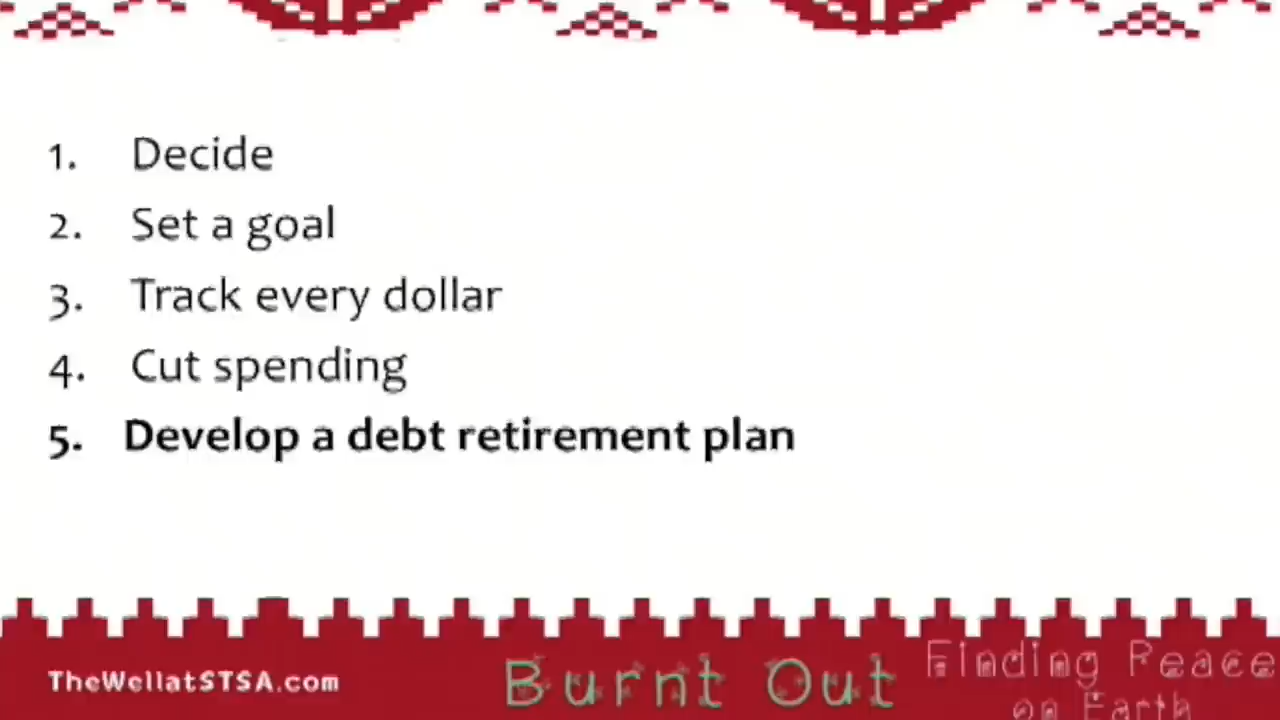 1. Decide
2. Set a goal
3. Track every dollar
4. Cut spending
5. Develop a debt retirement plan
TheWellatSTSA.com
Burnt Out
Finding Peace
on Earth